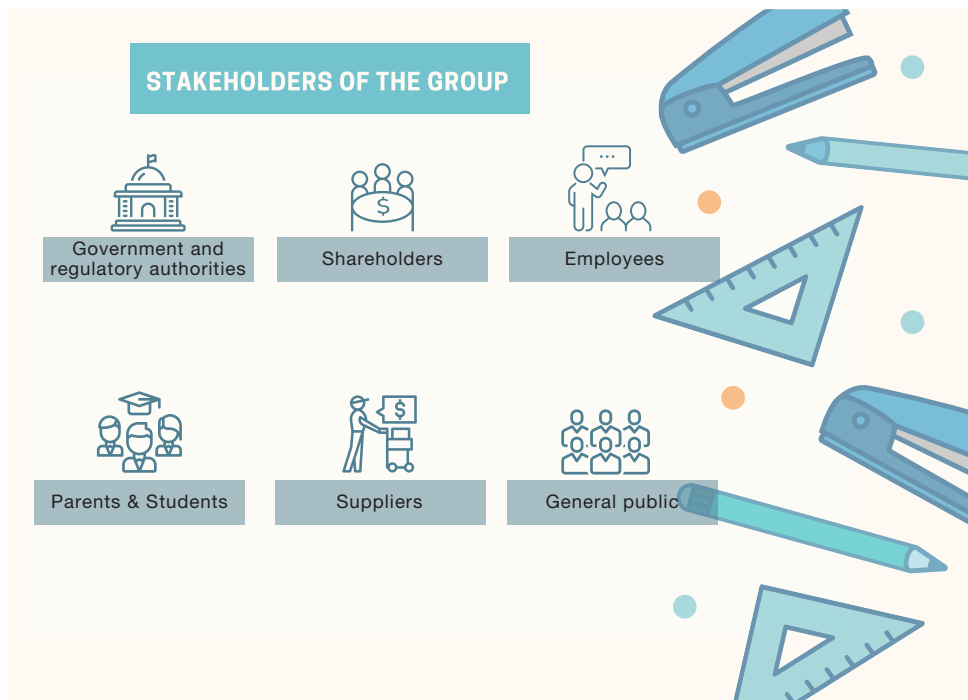 STAKEHOLDERS OF THE GROUP
Government and
regulatory authorities
Shareholders
Employees
Parents & Students
Suppliers
General public